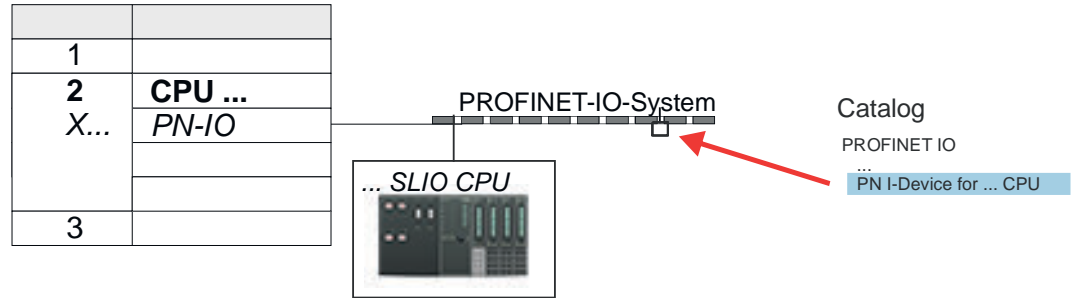 1
2 CPU ...
X... PN-IO
3
PROFINET-IO-System
... SLIO CPU
Catalog
PROFINET IO
...
PN I-Device for ... CPU